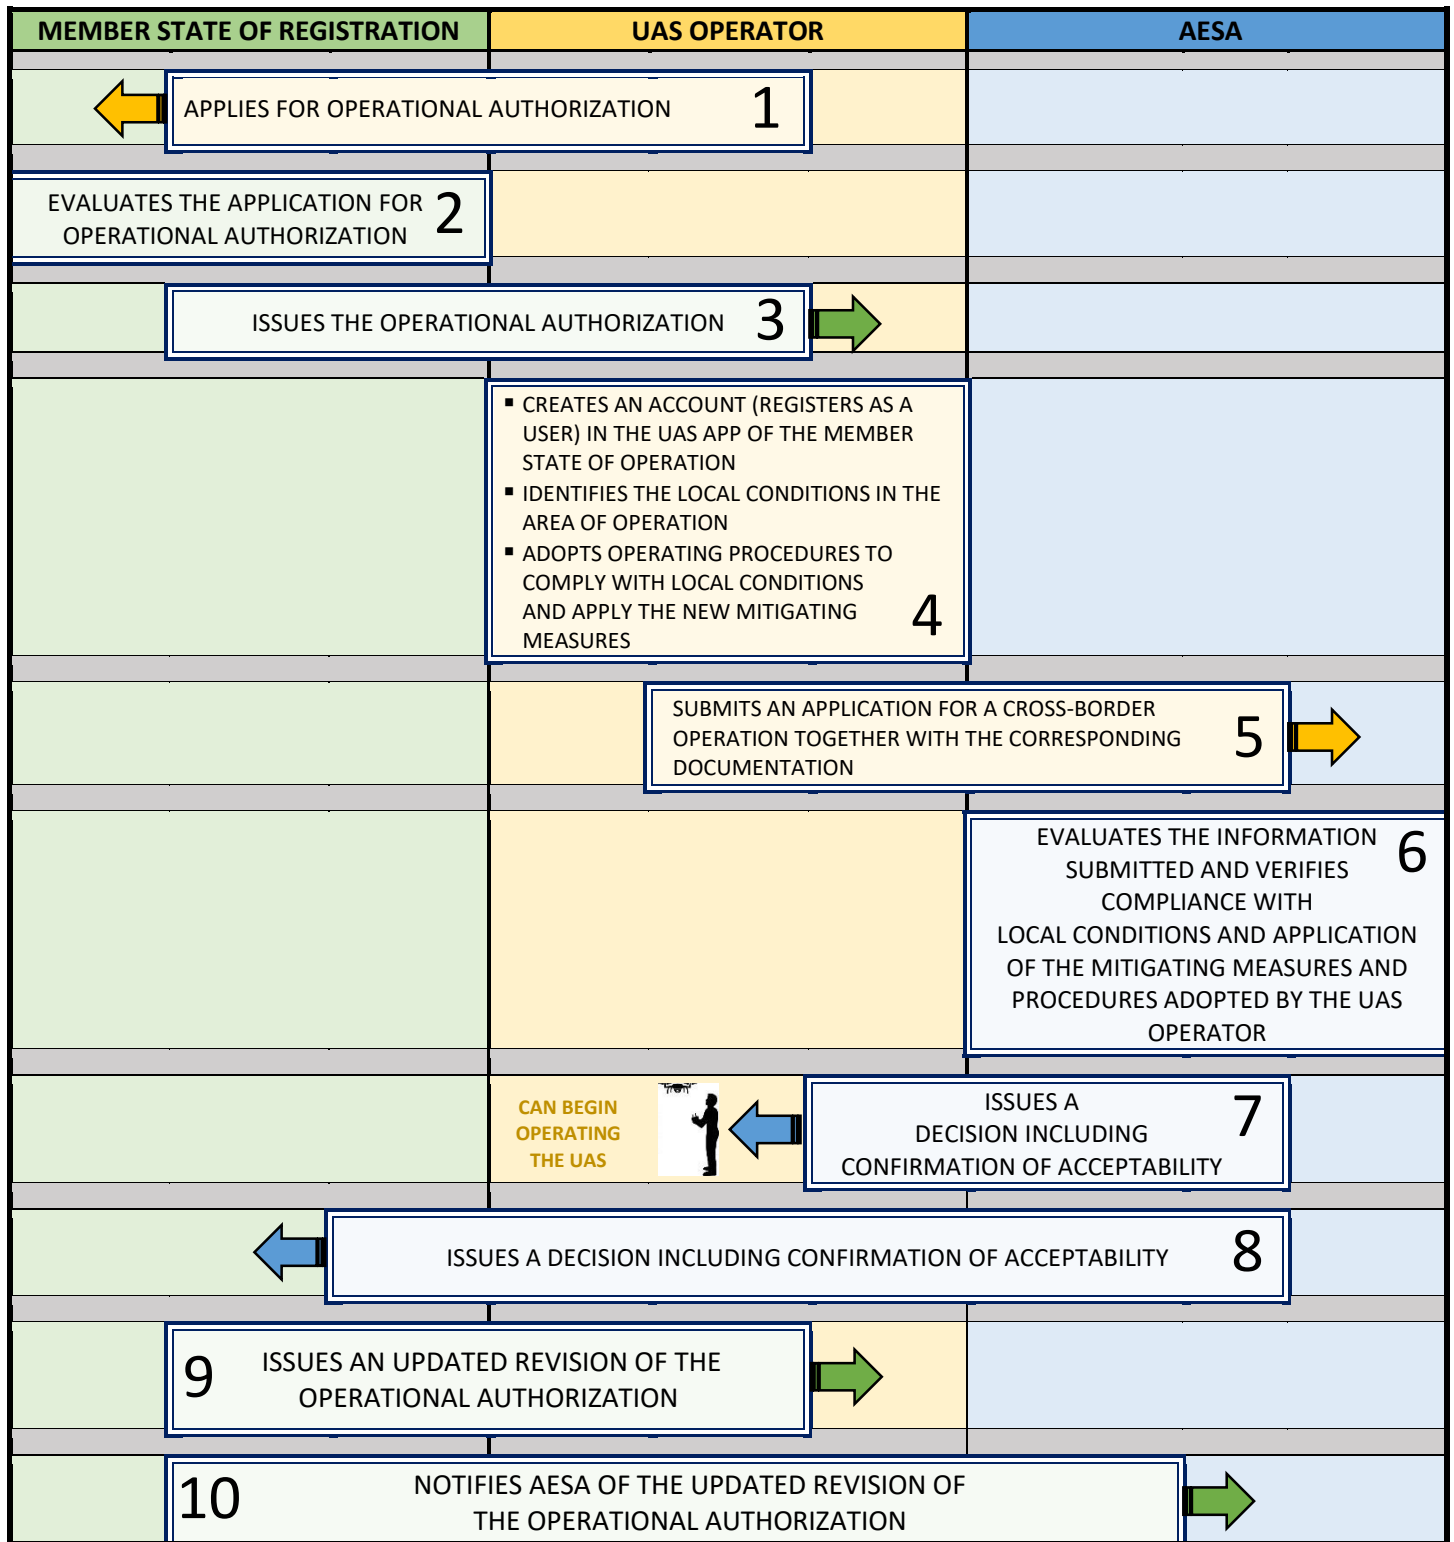 MEMBER STATE OF REGISTRATION
UAS OPERATOR
AESA
APPLIES FOR OPERATIONAL AUTHORIZATION
1
EVALUATES THE APPLICATION FOR
OPERATIONAL AUTHORIZATION
2
ISSUES THE OPERATIONAL AUTHORIZATION
3
▪ CREATES AN ACCOUNT (REGISTERS AS A
USER) IN THE UAS APP OF THE MEMBER
STATE OF OPERATION
▪ IDENTIFIES THE LOCAL CONDITIONS IN THE
AREA OF OPERATION
▪ ADOPTS OPERATING PROCEDURES TO
COMPLY WITH LOCAL CONDITIONS
AND APPLY THE NEW MITIGATING
MEASURES
4
SUBMITS AN APPLICATION FOR A CROSS-BORDER
OPERATION TOGETHER WITH THE CORRESPONDING
DOCUMENTATION
5
EVALUATES THE INFORMATION
SUBMITTED AND VERIFIES
COMPLIANCE WITH
LOCAL CONDITIONS AND APPLICATION
OF THE MITIGATING MEASURES AND
PROCEDURES ADOPTED BY THE UAS
OPERATOR
6
CAN BEGIN
OPERATING
THE UAS
ISSUES A
DECISION INCLUDING
CONFIRMATION OF ACCEPTABILITY
7
ISSUES A DECISION INCLUDING CONFIRMATION OF ACCEPTABILITY
8
9
ISSUES AN UPDATED REVISION OF THE
OPERATIONAL AUTHORIZATION
10
NOTIFIES AESA OF THE UPDATED REVISION OF
THE OPERATIONAL AUTHORIZATION